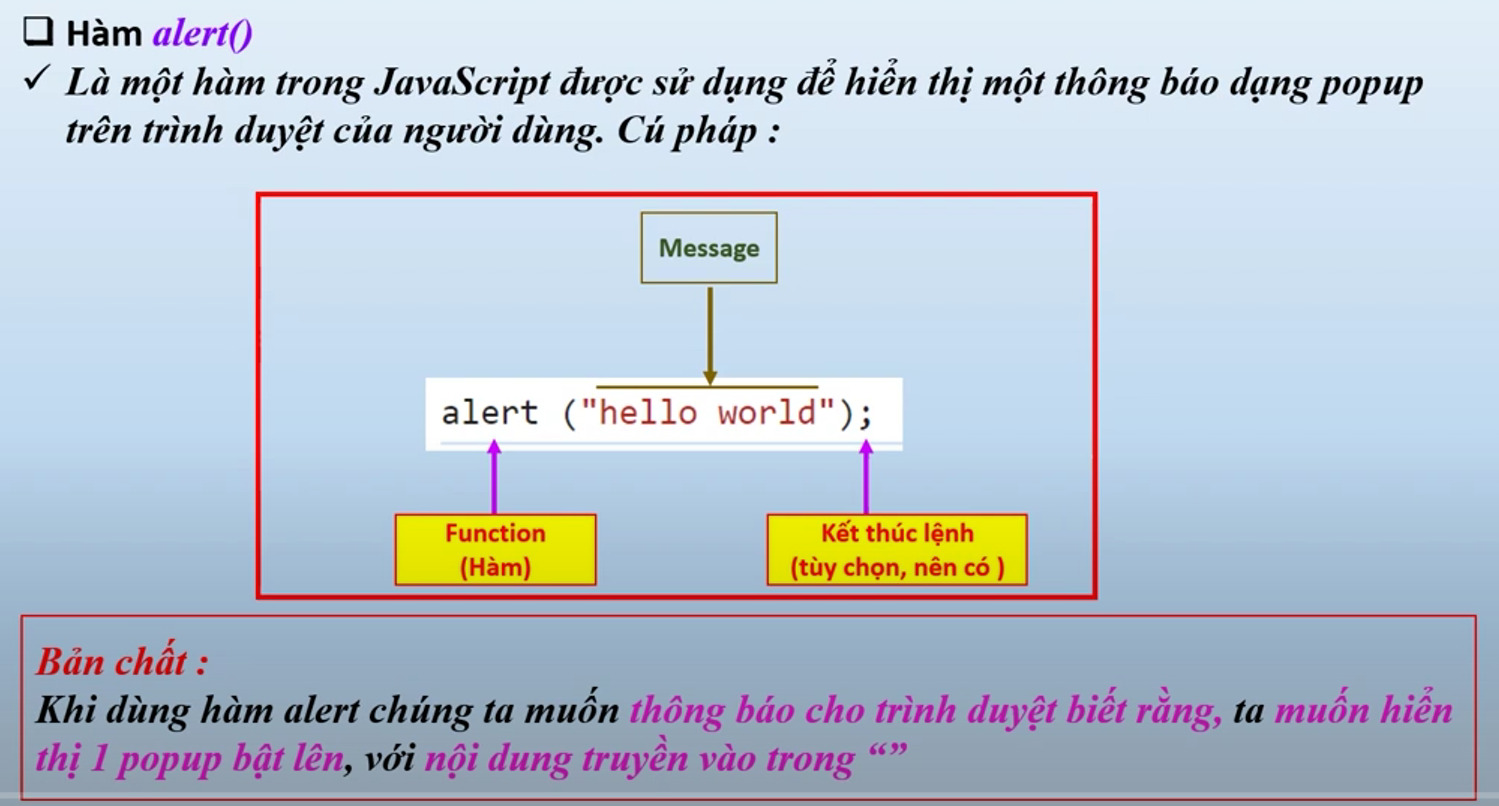 Hàm alert()
Là một hàm trong JavaScript được sử dụng để hiển thị một thông báo dạng popup
trên trình duyệt của người dùng. Cú pháp :
Message
alert ("hello world");
Function
(Hàm)
Kết thúc lệnh
(tùy chọn, nên có )
Bản chất :
Khi dùng hàm alert chúng ta muốn thông báo cho trình duyệt biết rằng, ta muốn hiển
thị 1 popup bật lên, với nội dung truyền vào trong “”